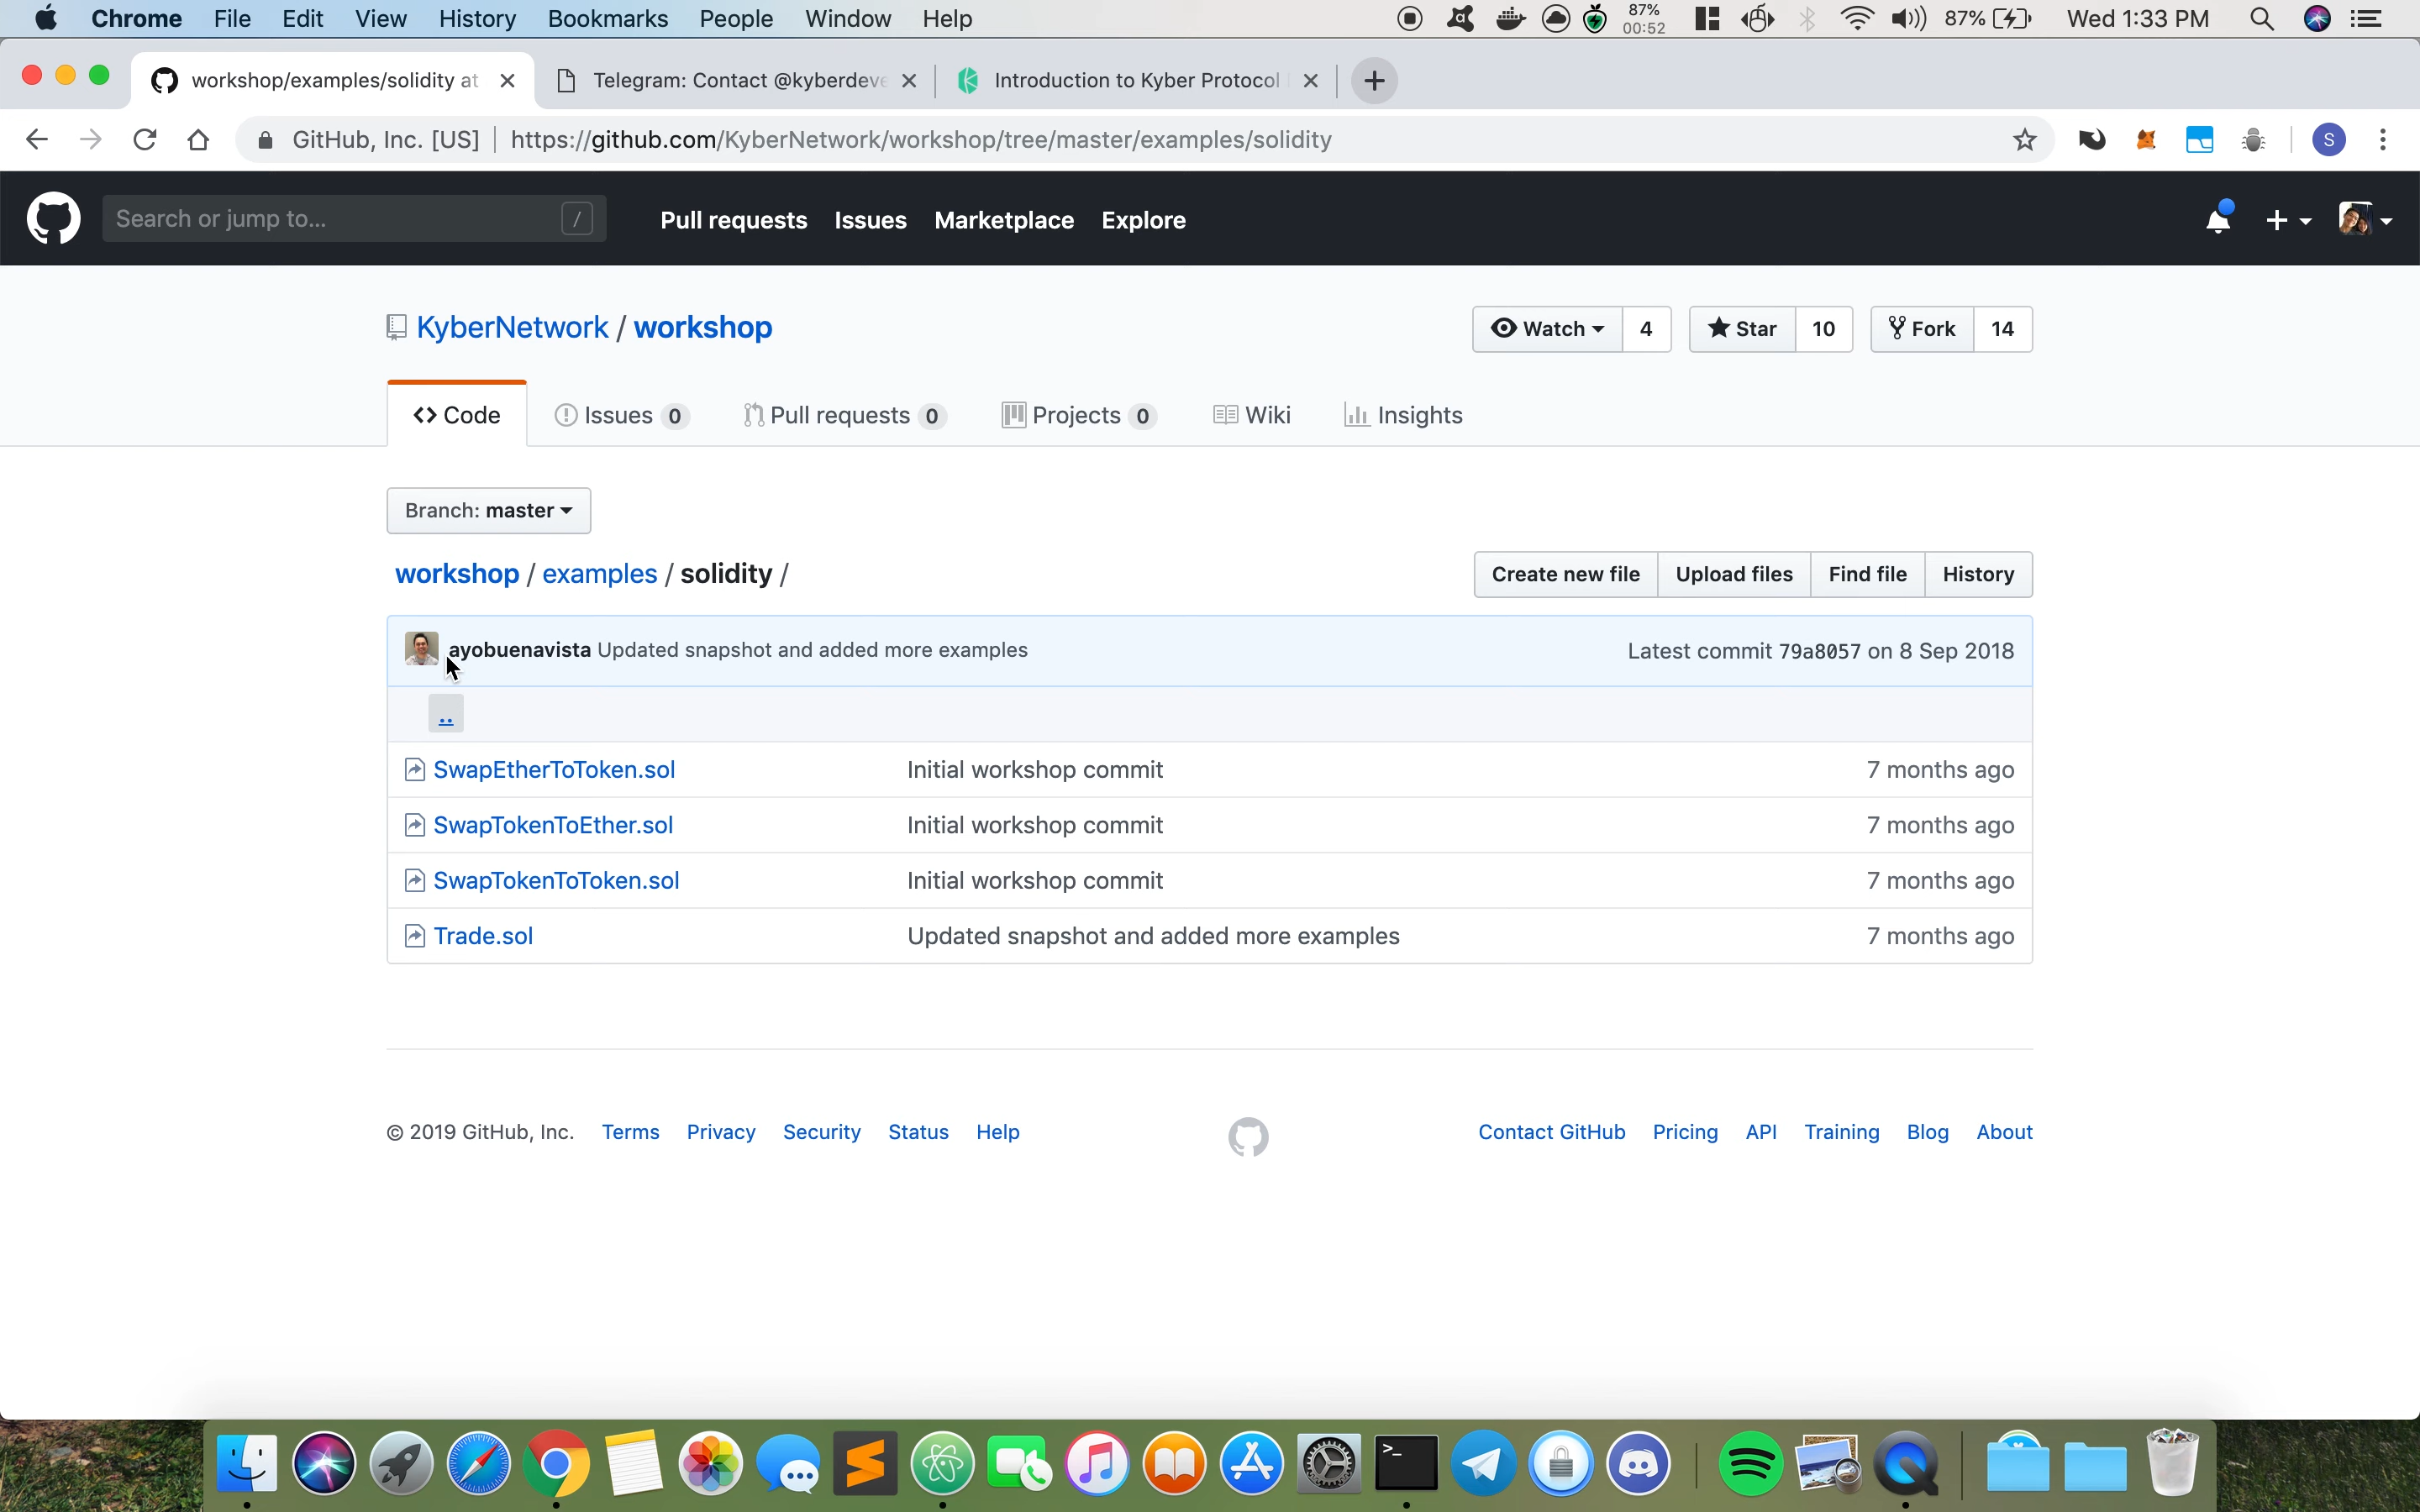 Chrome File Edit View History Bookmarks People Window Help 87% 00:52 87% Wed 1:33 PM
workshop/examples/solidity at Telegram: Contact @kyberdeve Introduction to Kyber Protocol
GitHub, Inc. [US] https://github.com/KyberNetwork/workshop/tree/master/examples/solidity S
Search or jump to... / Pull requests Issues Marketplace Explore
KyberNetwork / workshop Watch 4 Star 10 Fork 14
Code Issues 0 Pull requests 0 Projects 0 Wiki Insights
Branch: master
workshop / examples / solidity / Create new file Upload files Find file History
ayobuenavista Updated snapshot and added more examples Latest commit 79a8057 on 8 Sep 2018
..
SwapEtherToToken.sol Initial workshop commit 7 months ago
SwapTokenToEther.sol Initial workshop commit 7 months ago
SwapTokenToToken.sol Initial workshop commit 7 months ago
Trade.sol Updated snapshot and added more examples 7 months ago
© 2019 GitHub, Inc. Terms Privacy Security Status Help Contact GitHub Pricing API Training Blog About